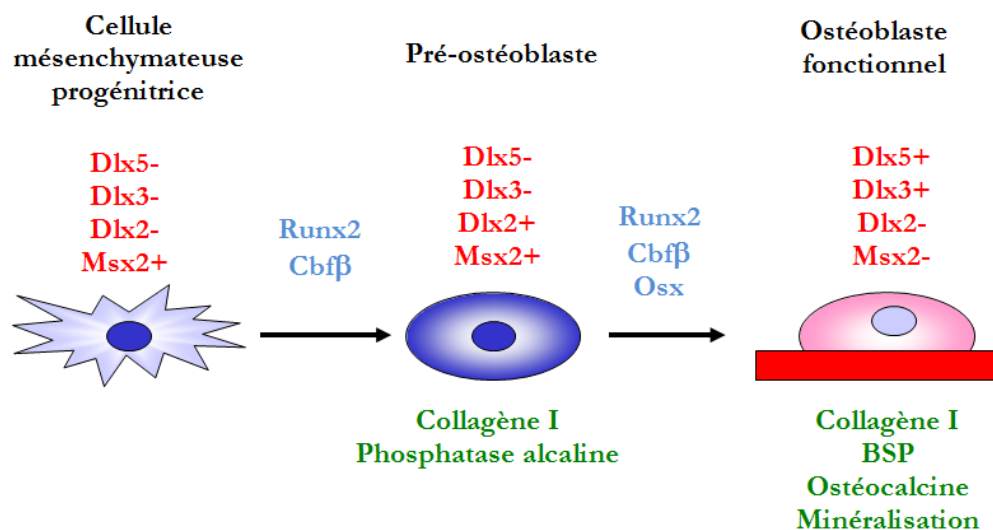 Cellule
mésenchymateuse
progénitrice
Pré-ostéoblaste
Ostéoblaste
fonctionnel
Dlx5-
Dlx3-
Dlx2-
Msx2+
Runx2
Cbfβ
Dlx5-
Dlx3-
Dlx2+
Msx2+
Runx2
Cbfβ
Osx
Dlx5+
Dlx3+
Dlx2-
Msx2-
Collagène I
Phosphatase alcaline
Collagène I
BSP
Ostéocalcine
Minéralisation